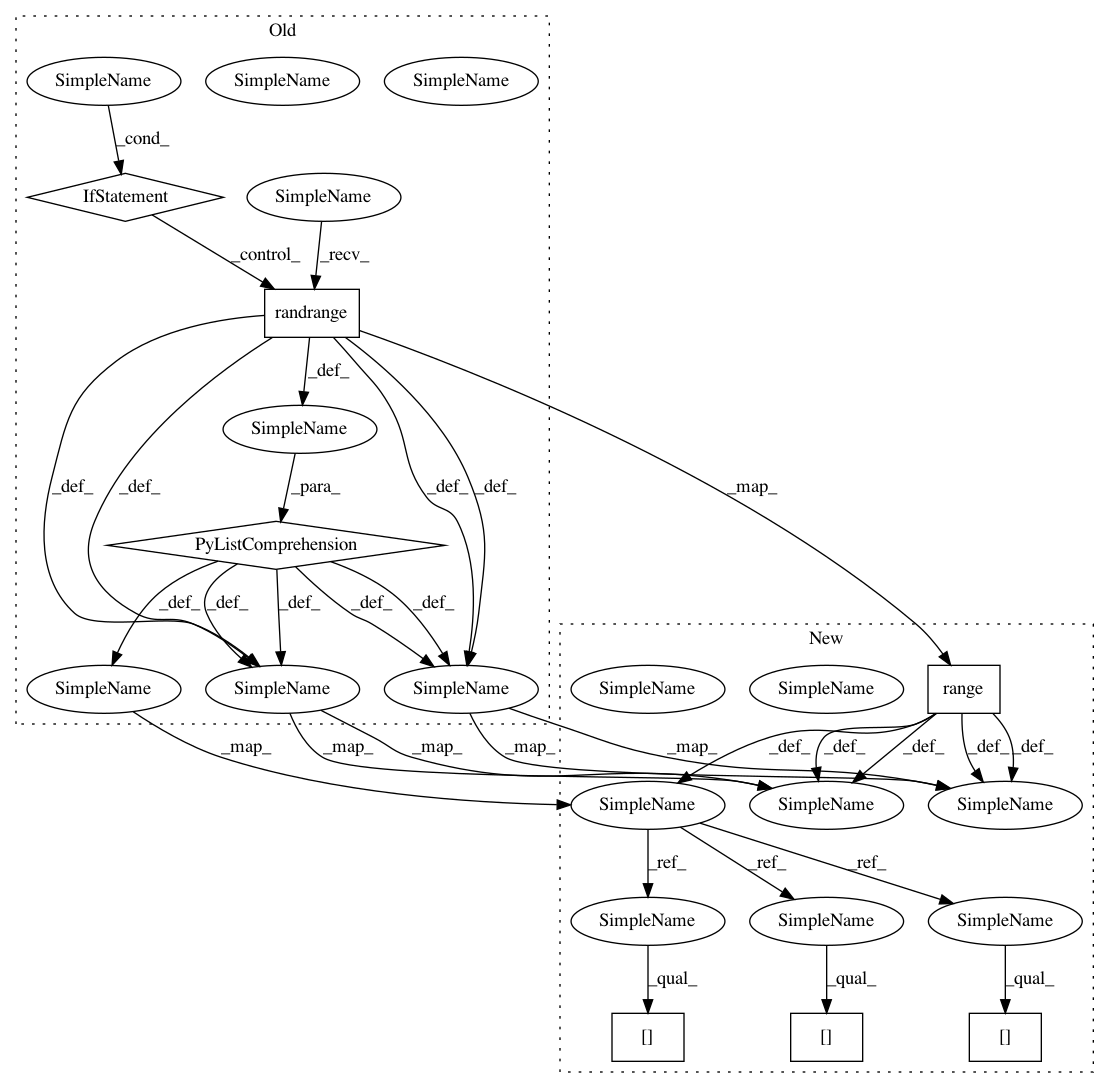 Old
SimpleName SimpleName SimpleName
_cond_
IfStatement SimpleName
_control_ _recv_
randrange
_def_
SimpleName
_def_ _def_ _para_ _def_ _def_ _map_
PyListComprehension
_def_ _def_ _def_ _def_ _def_
New
SimpleName SimpleName SimpleName SimpleName SimpleName range
_map_ _map_ _map_ _map_ _map_ _def_ _def_ _def_ _def_ _def_
SimpleName SimpleName SimpleName
_ref_ _ref_ _ref_
SimpleName SimpleName SimpleName
_qual_ _qual_ _qual_
[] [] []